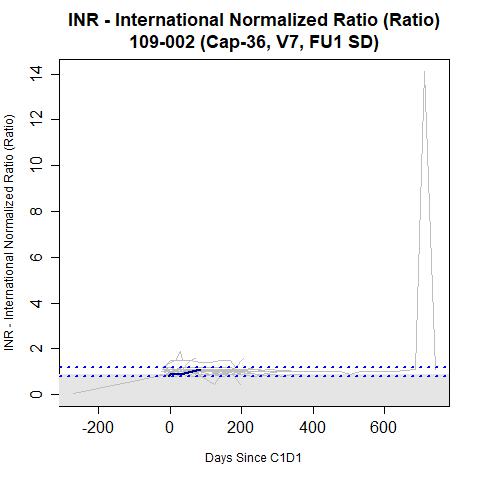 INR - International Normalized Ratio (Ratio)
109-002 (Cap-36, V7, FU1 SD)
INR - International Normalized Ratio (Ratio)
14
12
10
8
6
4
2
0
-200 0 200 400 600
Days Since C1D1